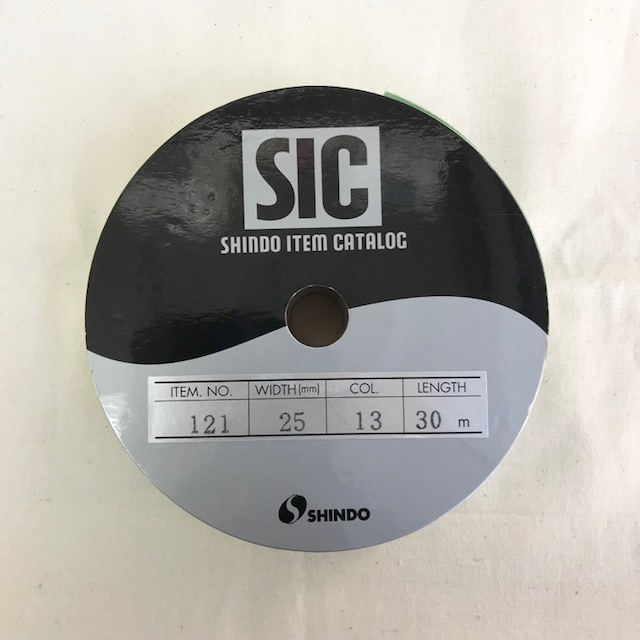 SIC
SHINDO ITEM CATALOG
ITEM. NO. WIDTH(mm) COL. LENGTH
121 25 13 30 m
SHINDO